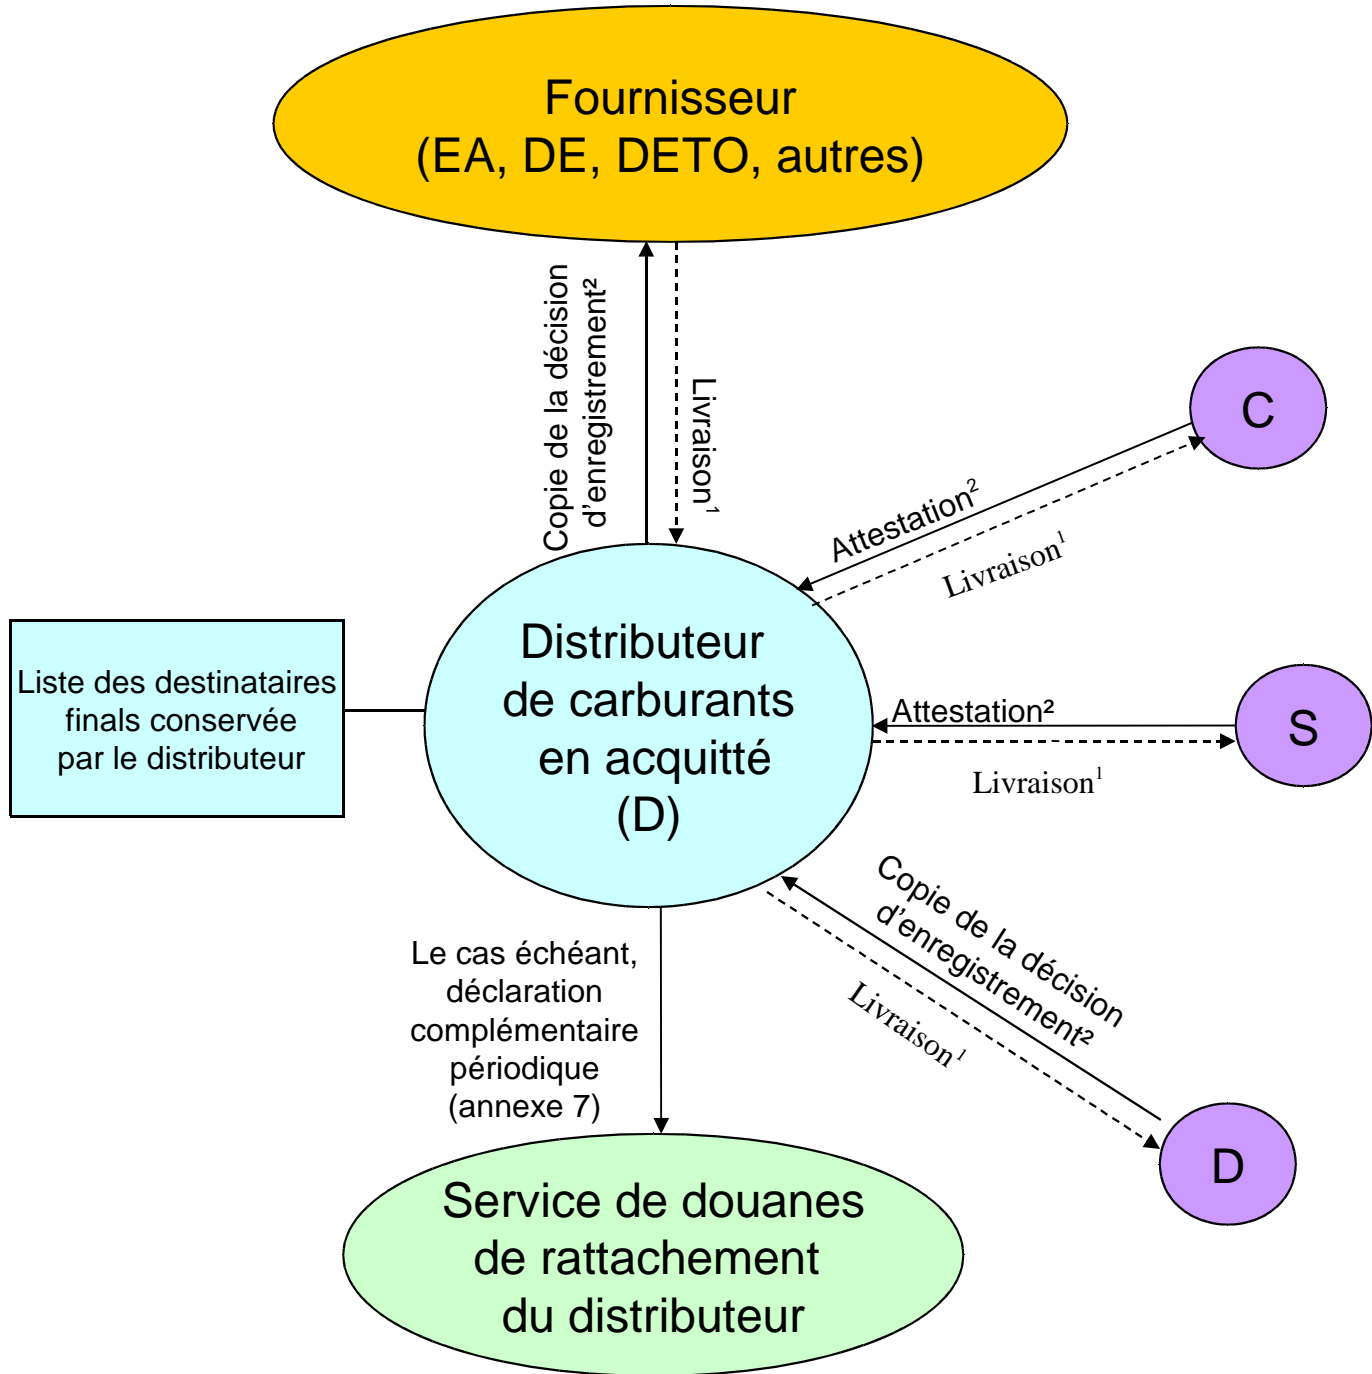 Fournisseur
(EA, DE, DETO, autres)
Copie de la décision
d'enregistrement²
Livraison¹
C
Attestation²
Livraison¹
Distributeur
de carburants
en acquitté
(D)
Liste des destinataires
finals conservée
par le distributeur
Attestation²
Livraison¹
S
Copie de la décision
d'enregistrement²
Livraison¹
D
Le cas échéant,
déclaration
complémentaire
périodique
(annexe 7)
Service de douanes
de rattachement
du distributeur